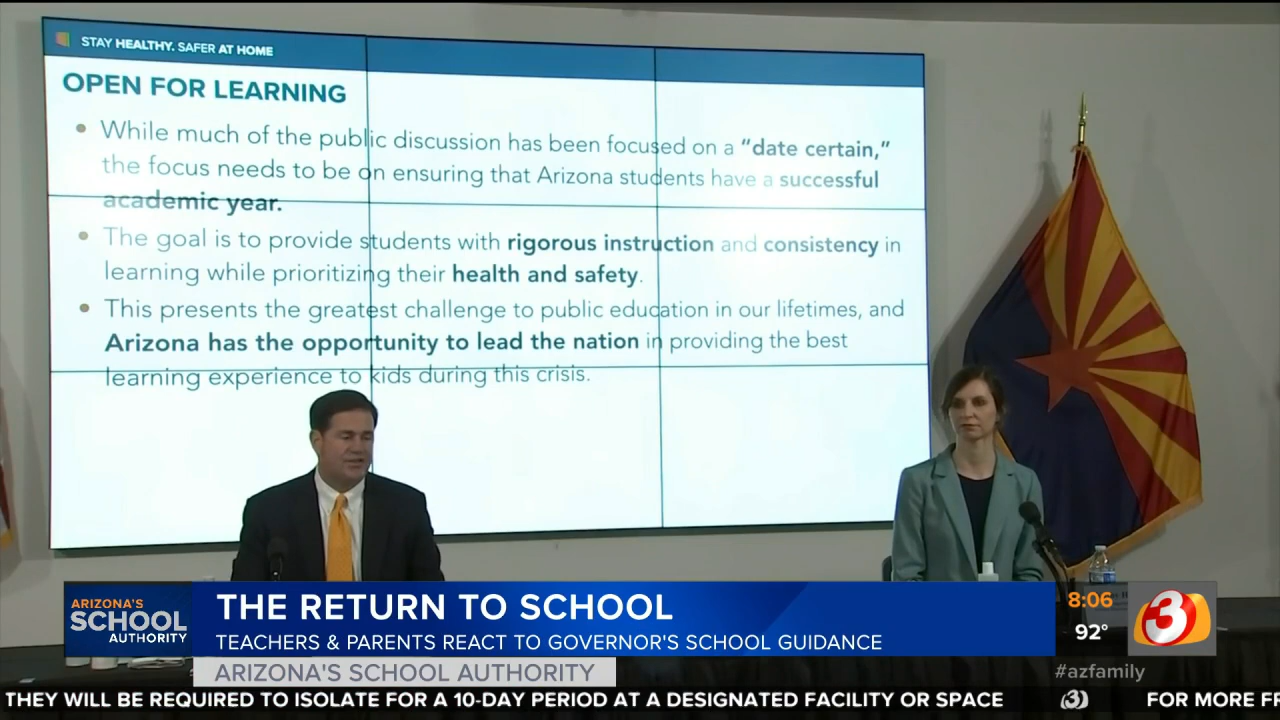 STAY HEALTHY. SAFER AT HOME
OPEN FOR LEARNING
While much of the public discussion has been focused on a “date certain,”
the focus needs to be on ensuring that Arizona students have a successful
academic year.
The goal is to provide students with rigorous instruction and consistency in
learning while prioritizing their health and safety.
This presents the greatest challenge to public education in our lifetimes, and
Arizona has the opportunity to lead the nation in providing the best
learning experience to kids during this crisis.
ARIZONA'S
SCHOOL
AUTHORITY
THE RETURN TO SCHOOL
TEACHERS & PARENTS REACT TO GOVERNOR'S SCHOOL GUIDANCE
ARIZONA'S SCHOOL AUTHORITY
8:06
92°
3
#azfamily
THEY WILL BE REQUIRED TO ISOLATE FOR A 10-DAY PERIOD AT A DESIGNATED FACILITY OR SPACE 3 FOR MORE